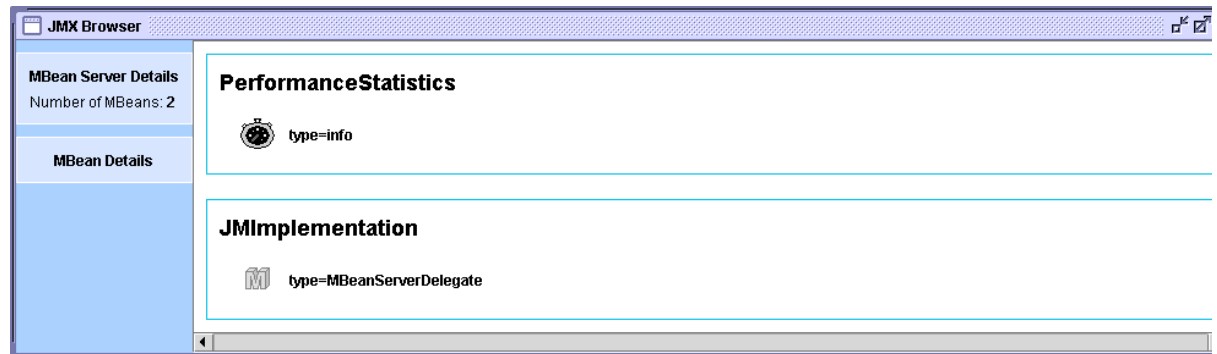 JMX Browser
MBean Server Details
Number of MBeans: 2
MBean Details
PerformanceStatistics
type=info
JMImplementation
type=MBeanServerDelegate